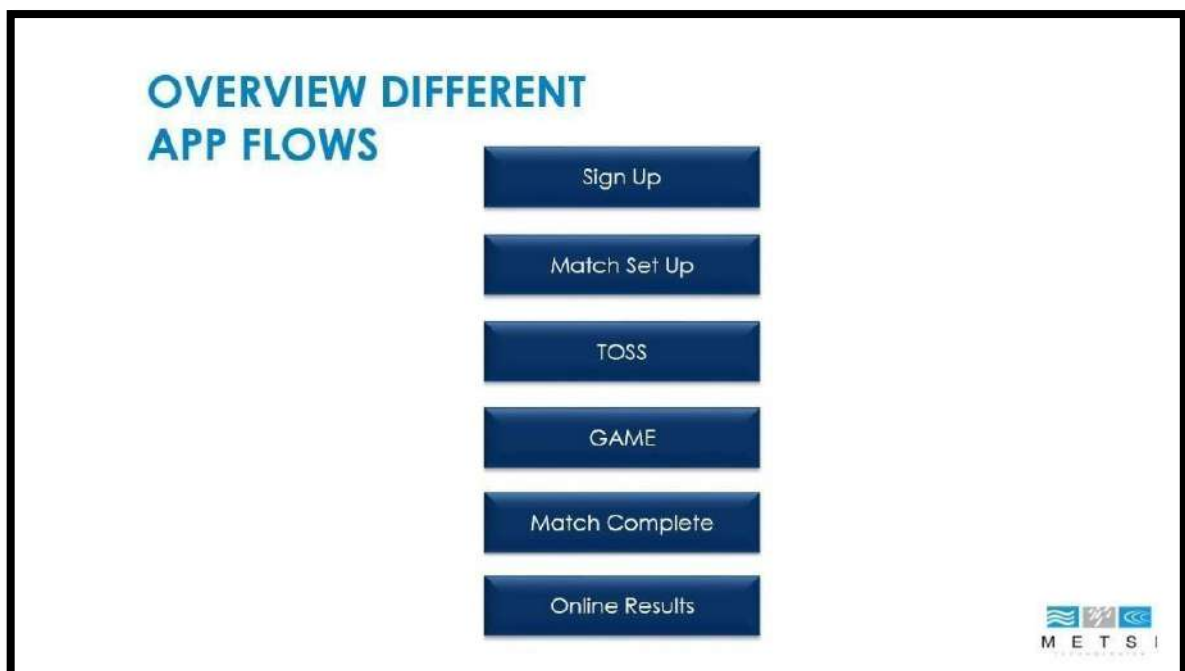 OVERVIEW DIFFERENT
APP FLOWS
Sign Up
Match Set Up
TOSS
GAME
Match Complete
Online Results
METSI